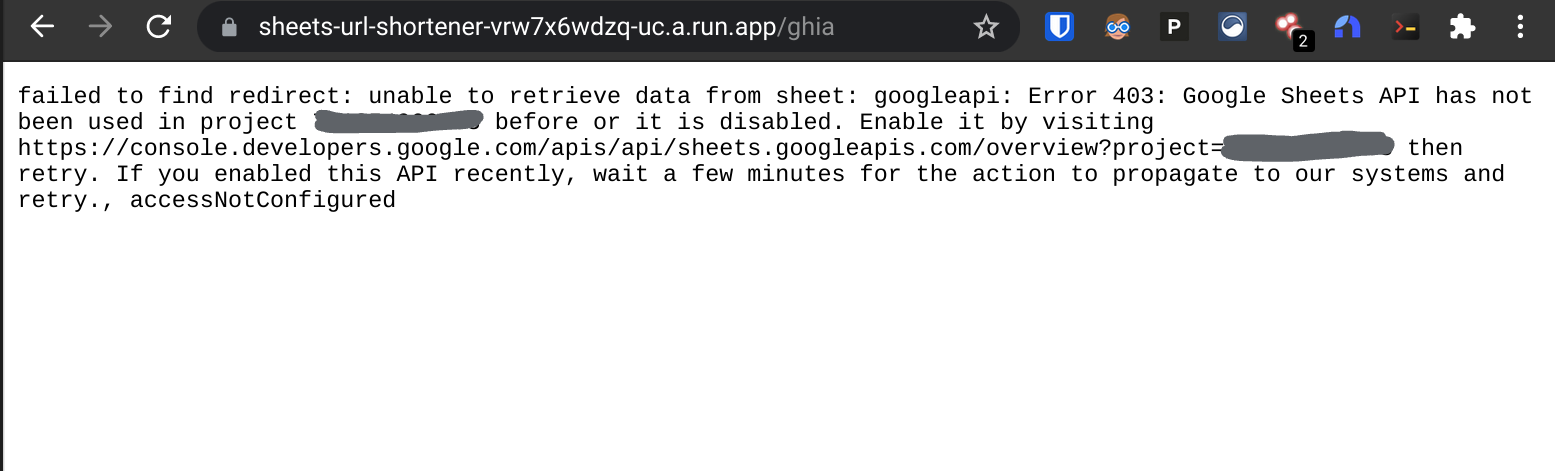 sheets-url-shortener-vrw7x6wdzq-uc.a.run.app/ghia
P
2
failed to find redirect: unable to retrieve data from sheet: googleapi: Error 403: Google Sheets API has not
been used in project before or it is disabled. Enable it by visiting
https://console.developers.google.com/apis/api/sheets.googleapis.com/overview?project= then
retry. If you enabled this API recently, wait a few minutes for the action to propagate to our systems and
retry., accessNotConfigured